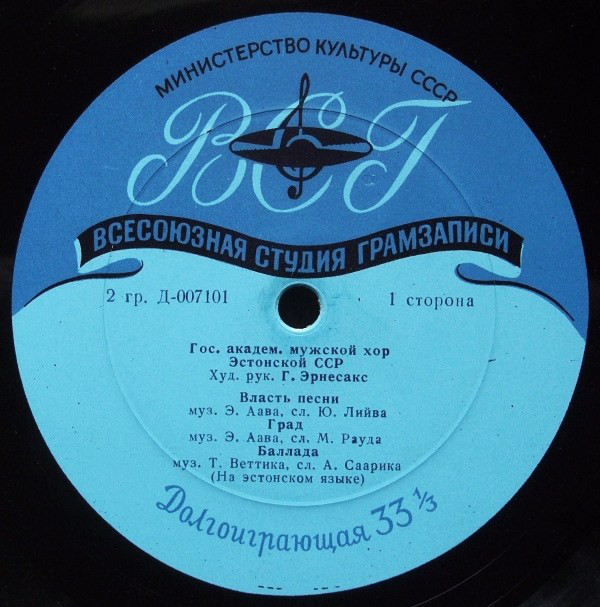 МИНИСТЕРСТВО КУЛЬТУРЫ СССР
ВСГ
ВСЕСОЮЗНАЯ СТУДИЯ ГРАМЗАПИСИ
2 гр. Д-007101
1 сторона
Гос. академ. мужской хор
Эстонской ССР
Худ. рук. Г. Эрнесакс
Власть песни
муз. Э. Аава, сл. Ю. Лийва
Град
муз. Э. Аава, сл. М. Рауда
Баллада
муз. Т. Веттика, сл. А. Саарика
(На эстонском языке)
Долгоиграющая 33 ⅓